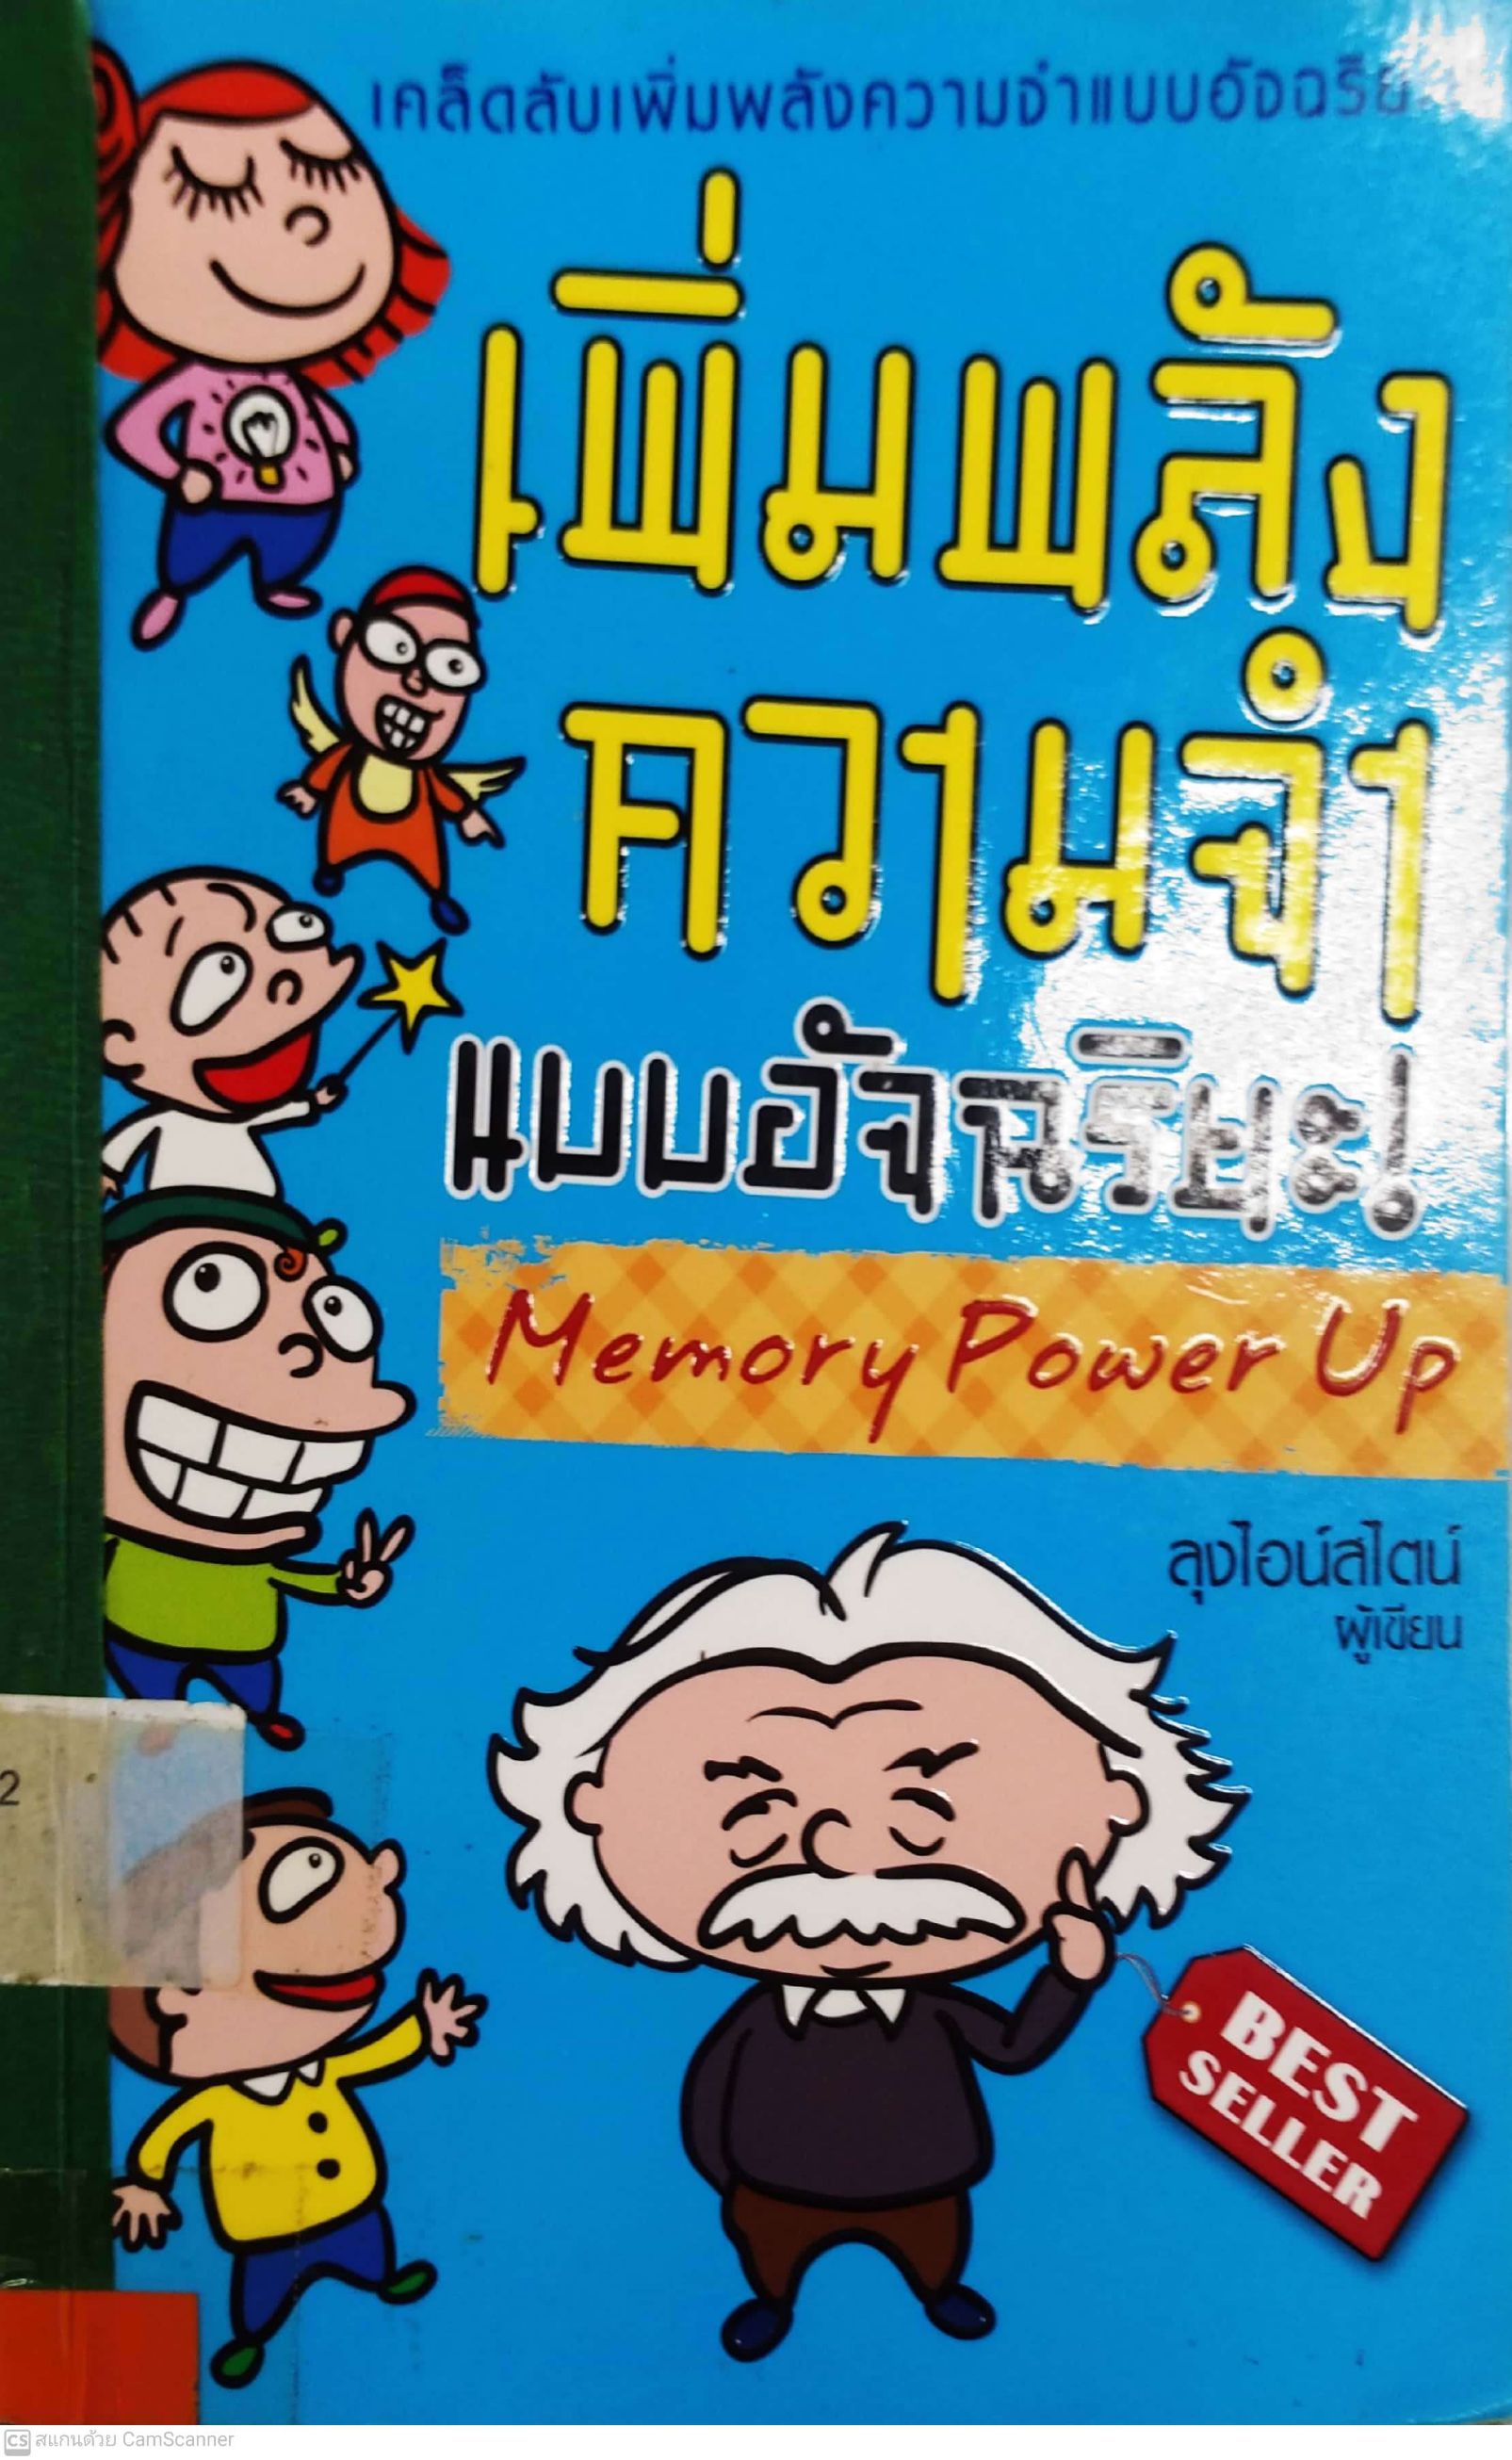 เคล็ดลับเพิ่มพลังความจำแบบอัจฉริยะ
เพิ่มพลัง
ความจำ
แบบอัจฉริยะ!
Memory Power Up
ลุงไอน์สไตน์
ผู้เขียน
2
BEST
SELLER
CS สแกนด้วย CamScanner